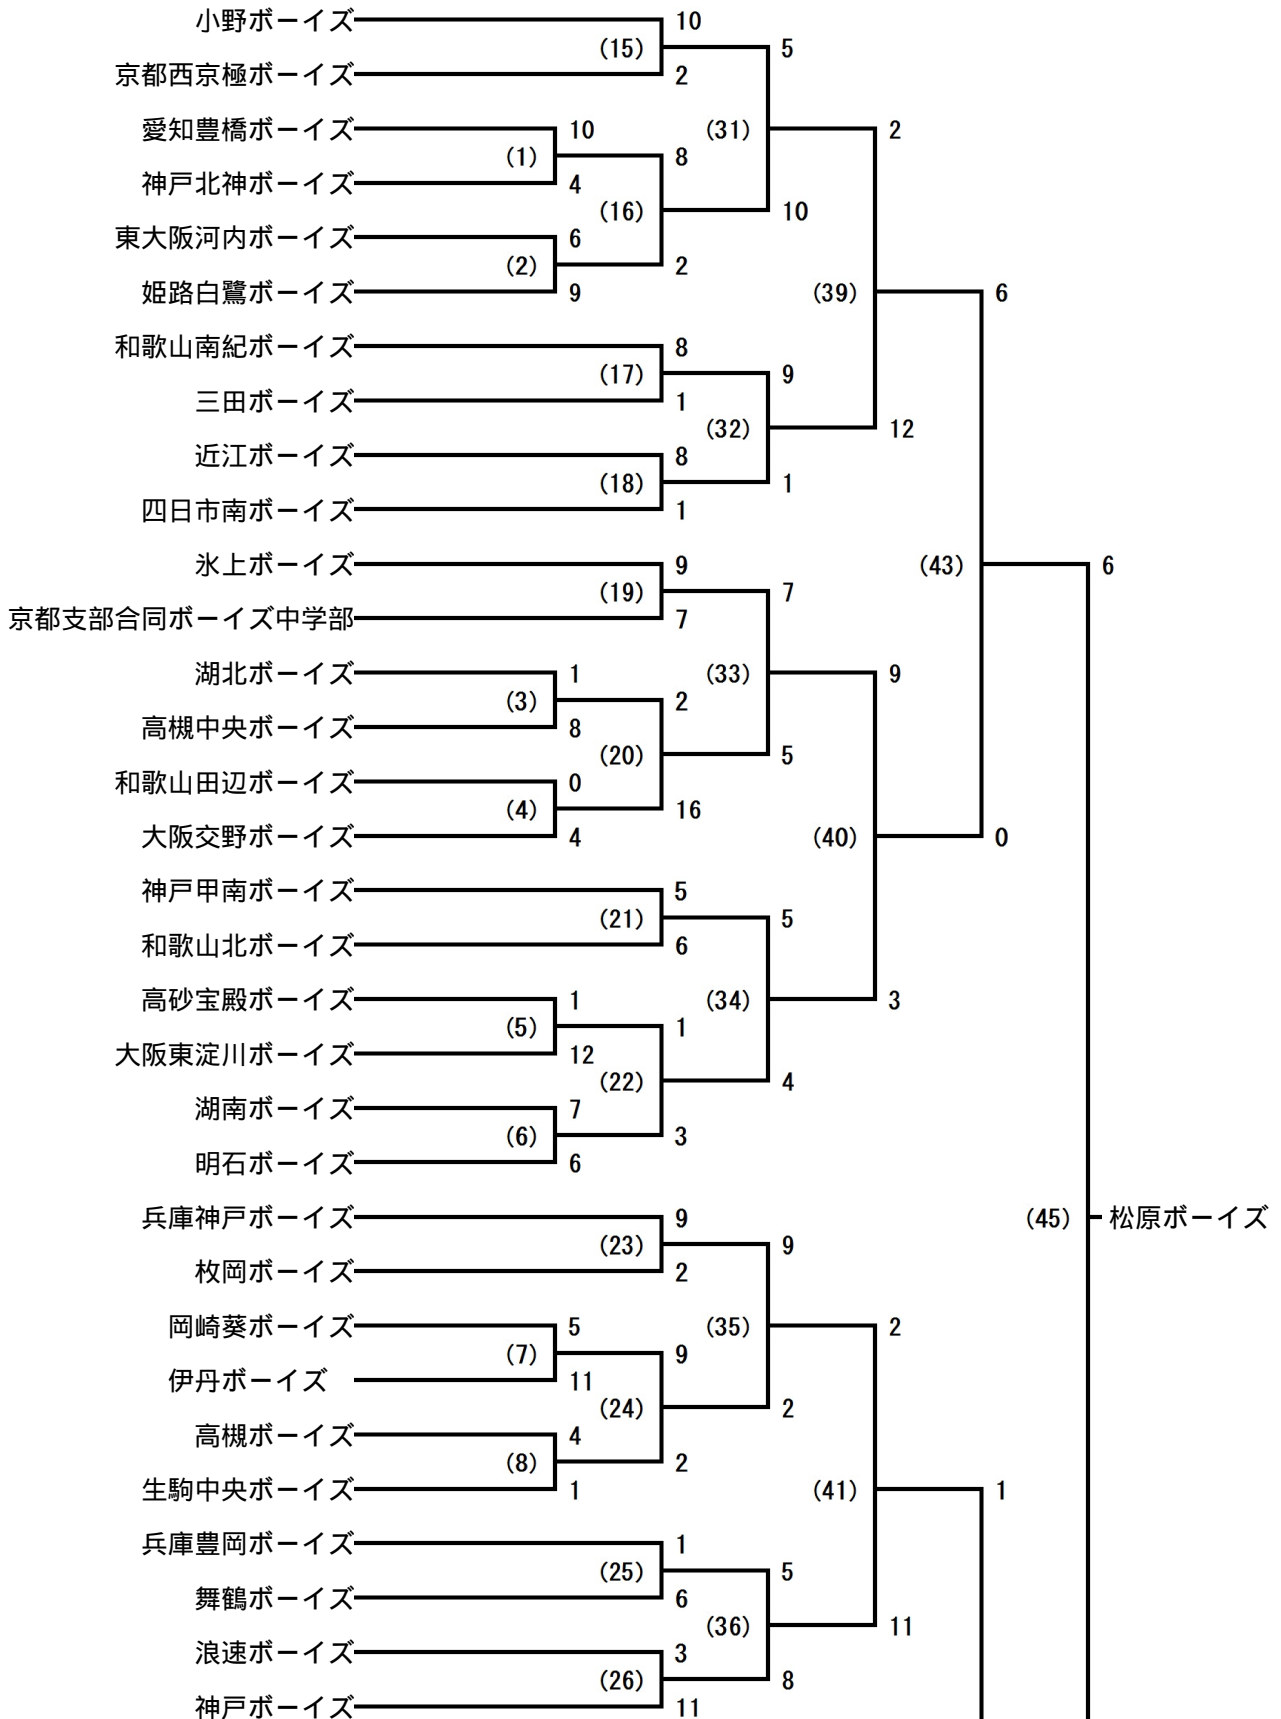 小野ボーイズ 10
(15) 5
京都西京極ボーイズ 2
愛知豊橋ボーイズ 10 (31) 2
(1) 8
神戸北神ボーイズ 4
(16) 10
東大阪河内ボーイズ 6
(2) 2
姫路白鷺ボーイズ 9 (39) 6
和歌山南紀ボーイズ 8
(17) 9
三田ボーイズ 1
(32) 12
近江ボーイズ 8
(18) 1
四日市南ボーイズ 1
氷上ボーイズ 9 (43) 6
(19) 7
京都支部合同ボーイズ中学部 7
湖北ボーイズ 1 (33) 9
(3) 2
高槻中央ボーイズ 8
(20) 5
和歌山田辺ボーイズ 0
(4) 16
大阪交野ボーイズ 4 (40) 0
神戸甲南ボーイズ 5
(21) 5
和歌山北ボーイズ 6
高砂宝殿ボーイズ 1 (34) 3
(5) 1
大阪東淀川ボーイズ 12
(22) 4
湖南ボーイズ 7
(6) 3
明石ボーイズ 6
兵庫神戸ボーイズ 9 (45) 松原ボーイズ
(23) 9
枚岡ボーイズ 2
岡崎葵ボーイズ 5 (35) 2
(7) 9
伊丹ボーイズ 11
(24) 2
高槻ボーイズ 4
(8) 2
生駒中央ボーイズ 1 (41) 1
兵庫豊岡ボーイズ 1
(25) 5
舞鶴ボーイズ 6
(36) 11
浪速ボーイズ 3
(26) 8
神戸ボーイズ 11